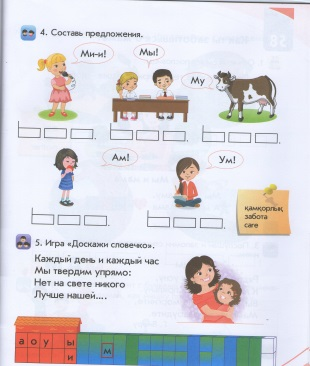 4. Составь предложения.
Ми-и!
Мы!
Му
Ам!
Ум!
қамқорлық
забота
care
5. Игра «Доскажи словечко».
Каждый день и каждый час
Мы твердим упрямо:
Нет на свете никого
Лучше нашей....
а о у ы м
и